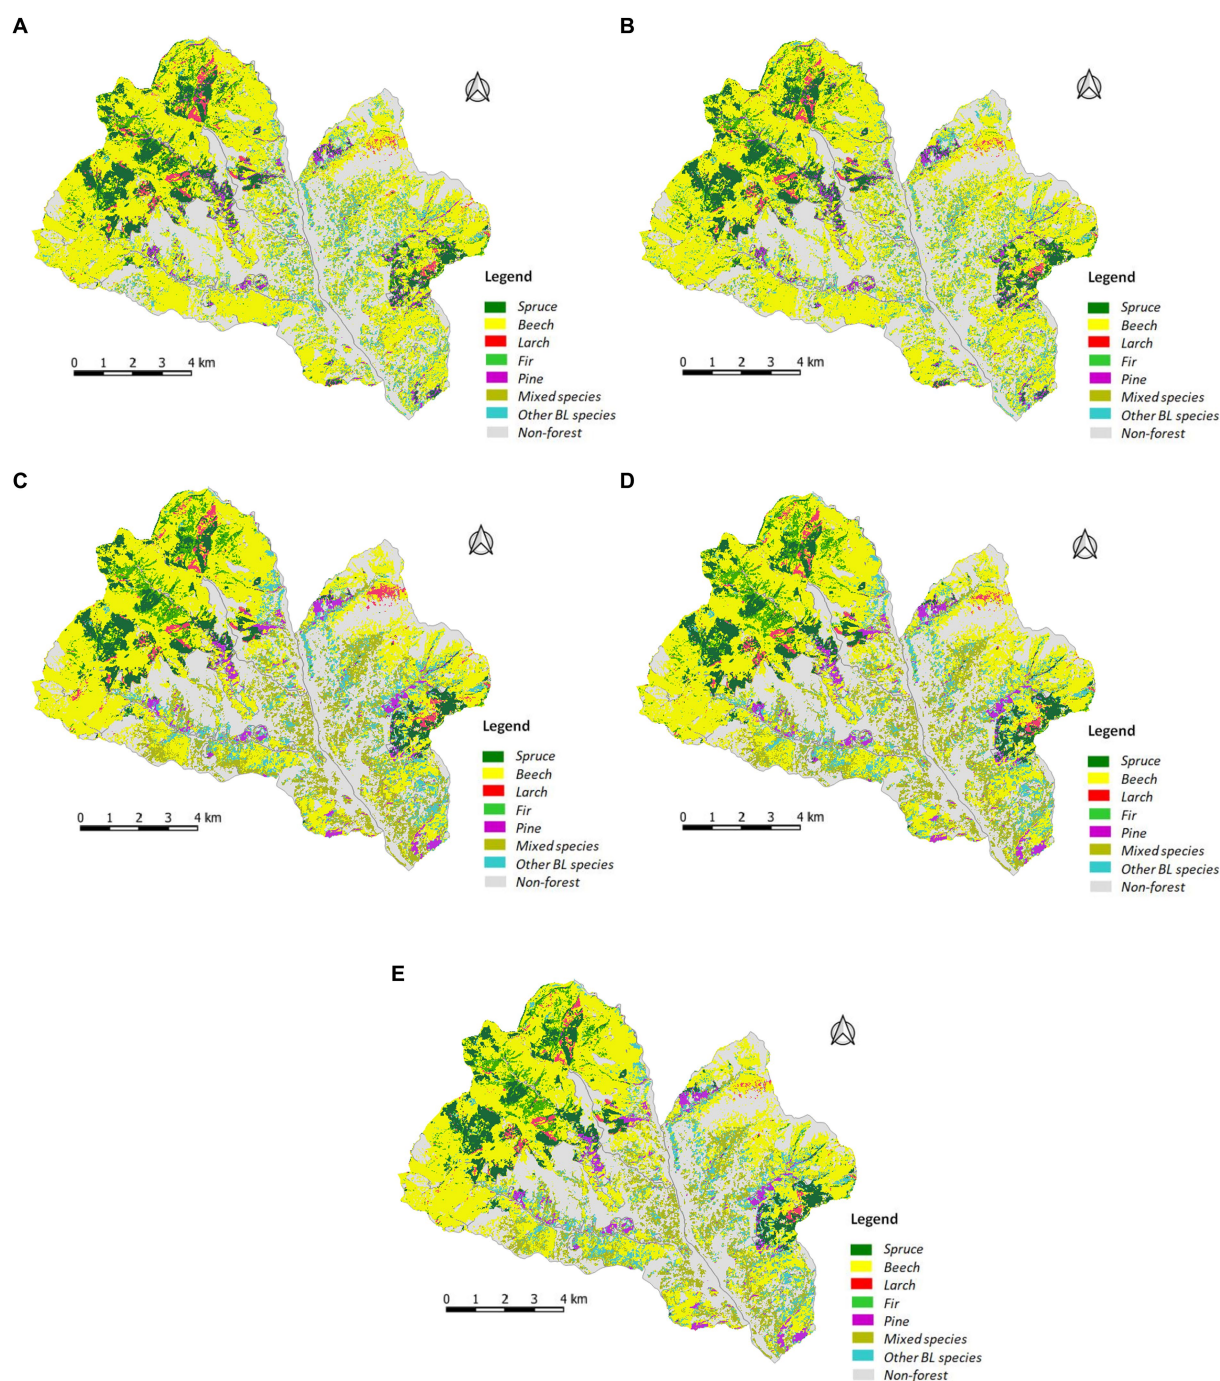 A
Legend
Spruce
Beech
Larch
Fir
Pine
Mixed species
Other BL species
Non-forest
0 1 2 3 4 km
B
Legend
Spruce
Beech
Larch
Fir
Pine
Mixed species
Other BL species
Non-forest
0 1 2 3 4 km
C
Legend
Spruce
Beech
Larch
Fir
Pine
Mixed species
Other BL species
Non-forest
0 1 2 3 4 km
D
Legend
Spruce
Beech
Larch
Fir
Pine
Mixed species
Other BL species
Non-forest
0 1 2 3 4 km
E
Legend
Spruce
Beech
Larch
Fir
Pine
Mixed species
Other BL species
Non-forest
0 1 2 3 4 km